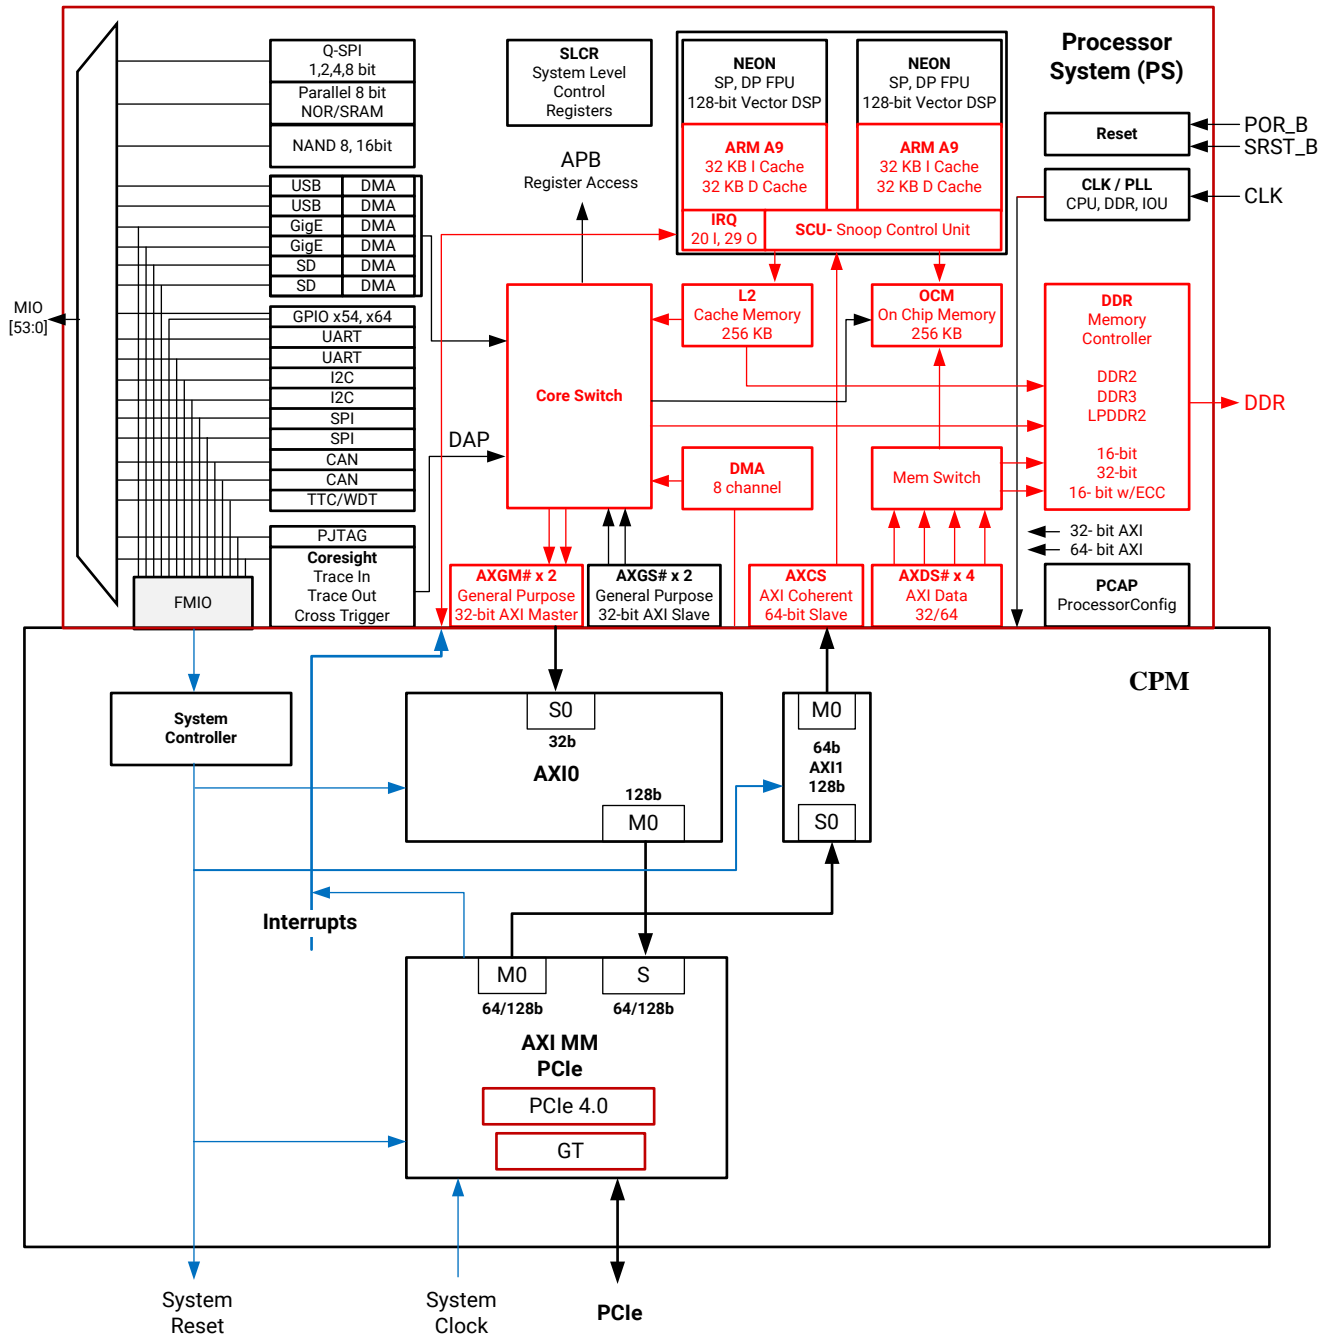 Processor
System (PS)
Q-SPI
1,2,4,8 bit
Parallel 8 bit
NOR/SRAM
NAND 8, 16bit
USB DMA
USB DMA
GigE DMA
GigE DMA
SD DMA
SD DMA
GPIO x54, x64
UART
UART
I2C
I2C
SPI
SPI
CAN
CAN
TTC/WDT
PJTAG
Coresight
Trace In
Trace Out
Cross Trigger
MIO
[53:0]
FMIO
SLCR
System Level
Control
Registers
APB
Register Access
DAP
NEON
SP, DP FPU
128-bit Vector DSP
NEON
SP, DP FPU
128-bit Vector DSP
ARM A9
32 KB I Cache
32 KB D Cache
ARM A9
32 KB I Cache
32 KB D Cache
IRQ
20 I, 29 O
SCU- Snoop Control Unit
Reset
POR_B
SRST_B
CLK / PLL
CPU, DDR, IOU
CLK
Core Switch
L2
Cache Memory
256 KB
OCM
On Chip Memory
256 KB
DDR
Memory
Controller
DDR2
DDR3
LPDDR2
16-bit
32-bit
16- bit w/ECC
DDR
DMA
8 channel
Mem Switch
32- bit AXI
64- bit AXI
AXGM# x 2
General Purpose
32-bit AXI Master
AXGS# x 2
General Purpose
32-bit AXI Slave
AXCS
AXI Coherent
64-bit Slave
AXDS# x 4
AXI Data
32/64
PCAP
ProcessorConfig
CPM
System
Controller
S0
32b
AXI0
128b
M0
M0
64b
AXI1
128b
S0
Interrupts
M0
64/128b
S
64/128b
AXI MM
PCIe
PCIe 4.0
GT
System
Reset
System
Clock
PCIe